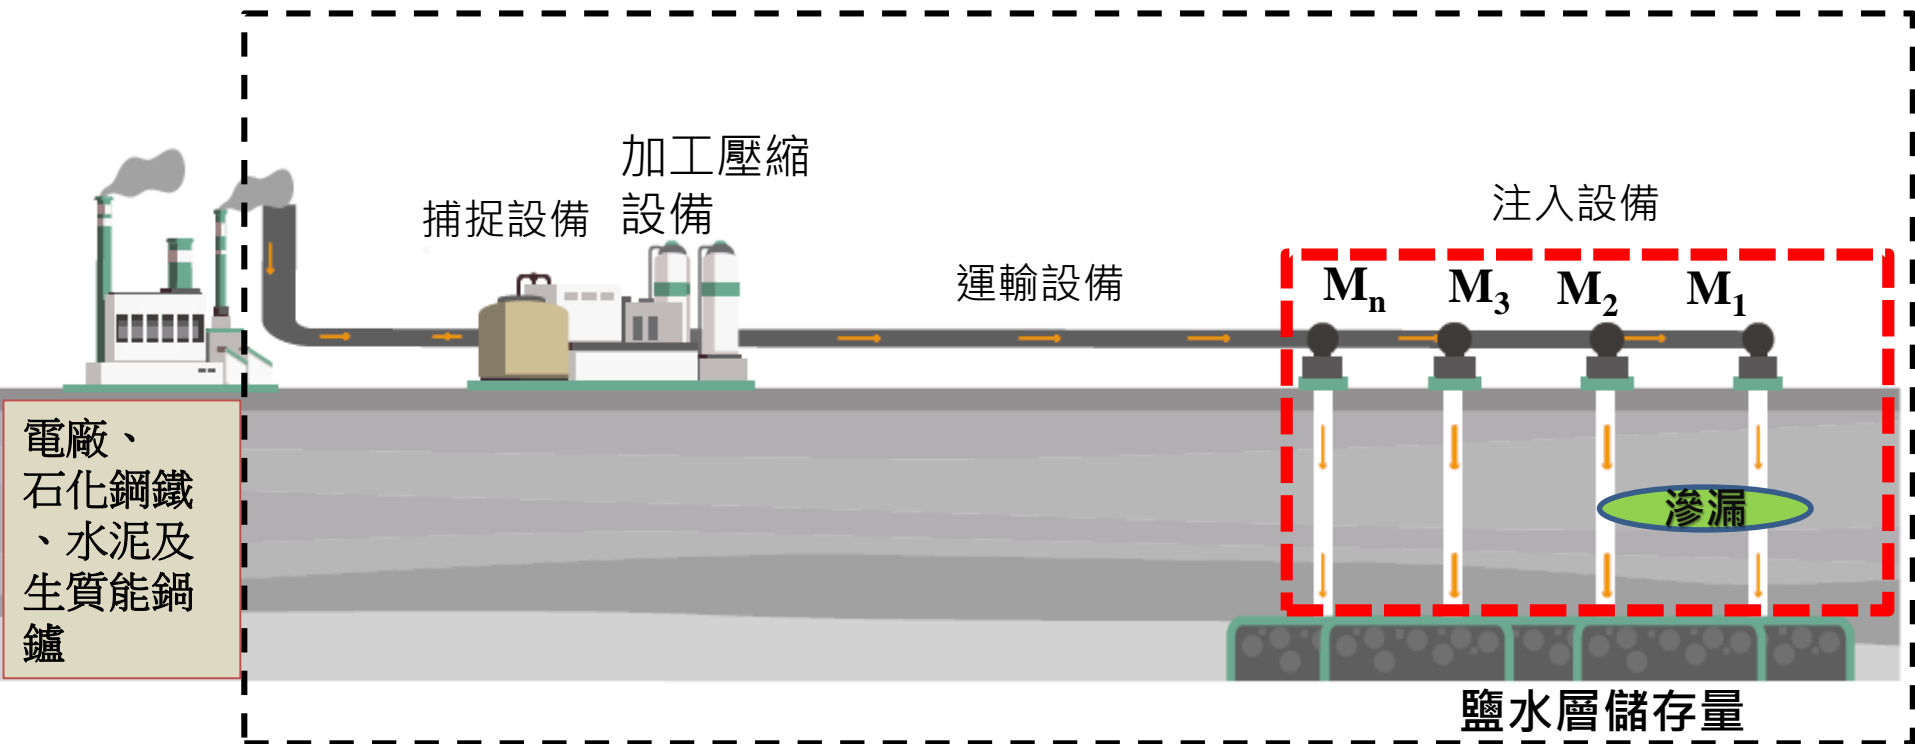 加工壓縮
設備
捕捉設備
運輸設備
注入設備
Mn
M3
M2
M1
電廠、
石化鋼鐵
、水泥及
生質能鍋
鑪
滲漏
鹽水層儲存量